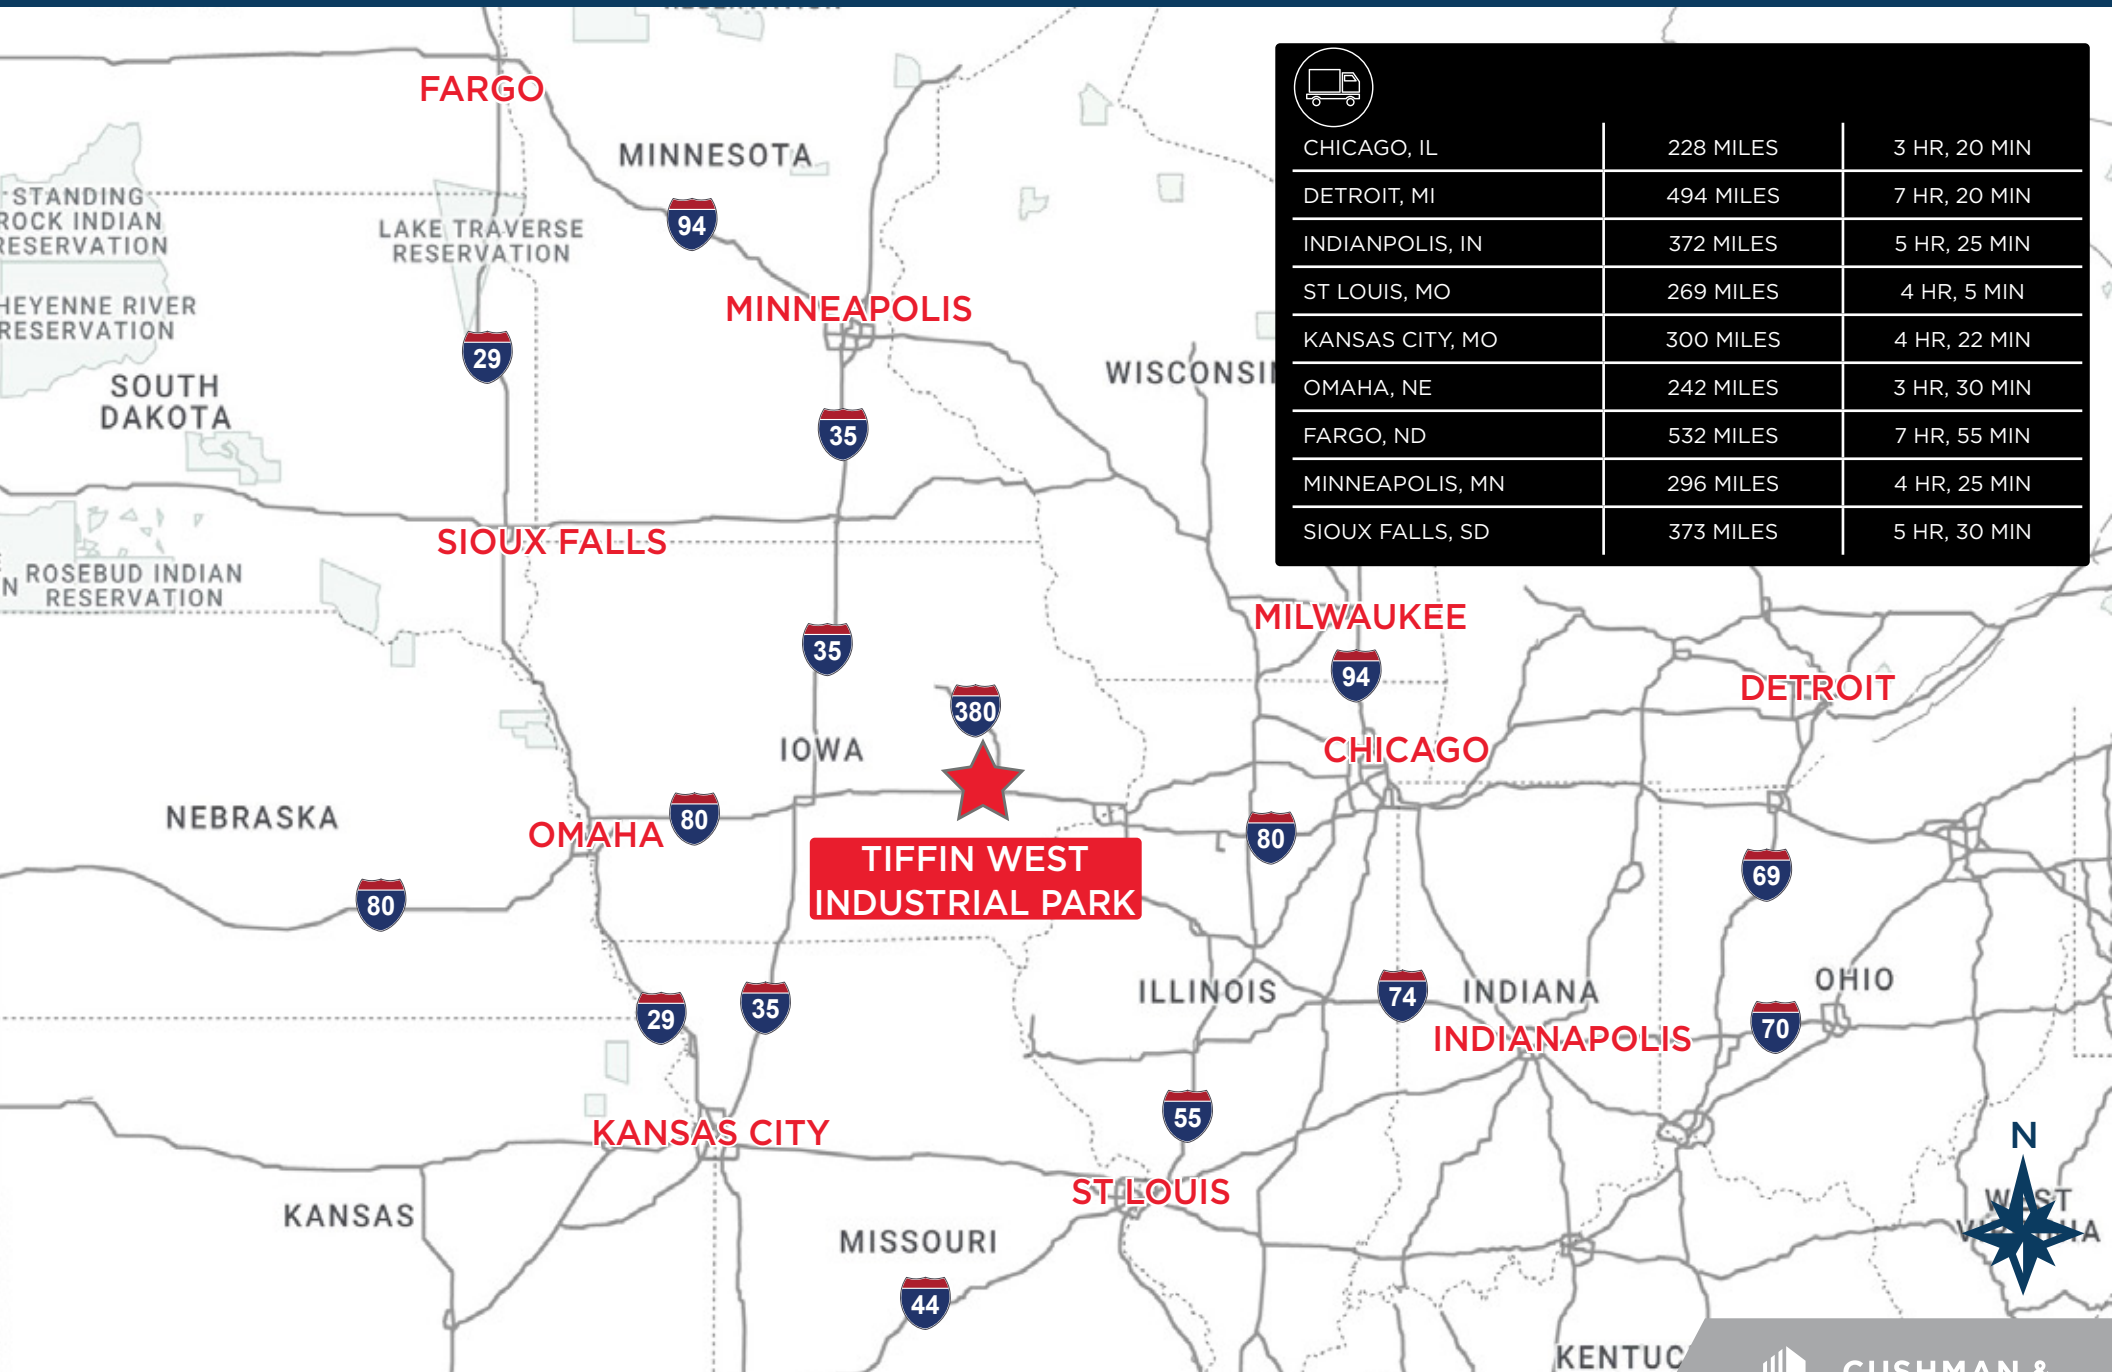 FARGO
MINNESOTA
STANDING
ROCK INDIAN
RESERVATION
94
LAKE TRAVERSE
RESERVATION
HEYENNE RIVER
RESERVATION
MINNEAPOLIS
29
SOUTH
DAKOTA
35
WISCONSI
CHICAGO, IL 228 MILES 3 HR, 20 MIN
DETROIT, MI 494 MILES 7 HR, 20 MIN
INDIANPOLIS, IN 372 MILES 5 HR, 25 MIN
ST LOUIS, MO 269 MILES 4 HR, 5 MIN
KANSAS CITY, MO 300 MILES 4 HR, 22 MIN
OMAHA, NE 242 MILES 3 HR, 30 MIN
FARGO, ND 532 MILES 7 HR, 55 MIN
MINNEAPOLIS, MN 296 MILES 4 HR, 25 MIN
SIOUX FALLS, SD 373 MILES 5 HR, 30 MIN
SIOUX FALLS
N ROSEBUD INDIAN
RESERVATION
MILWAUKEE
35
94
380
DETROIT
IOWA
CHICAGO
NEBRASKA
OMAHA
80
80
TIFFIN WEST
INDUSTRIAL PARK
80
69
ILLINOIS
74
INDIANA
OHIO
29
35
INDIANAPOLIS
70
55
KANSAS CITY
N
ST LOUIS
KANSAS
MISSOURI
WEST
44
KENTUC
CUSHMAN &